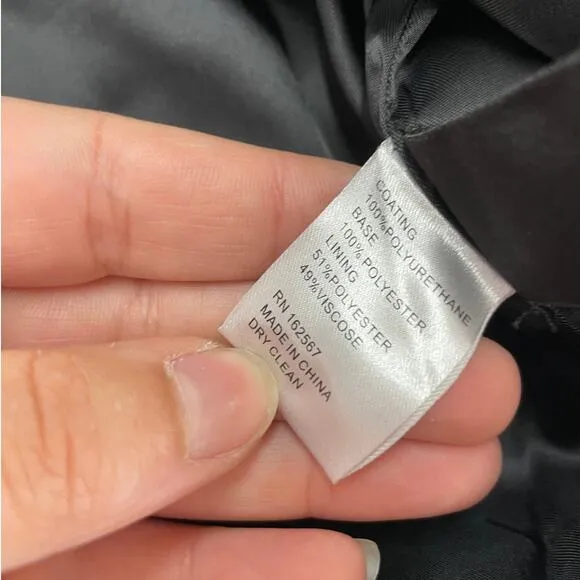 COATING
100%POLYURETHANE
BASE
100%POLYESTER
LINING
51%POLYESTER
49%VISCOSE
RN 162567
MADE IN CHINA
DRY CLEAN